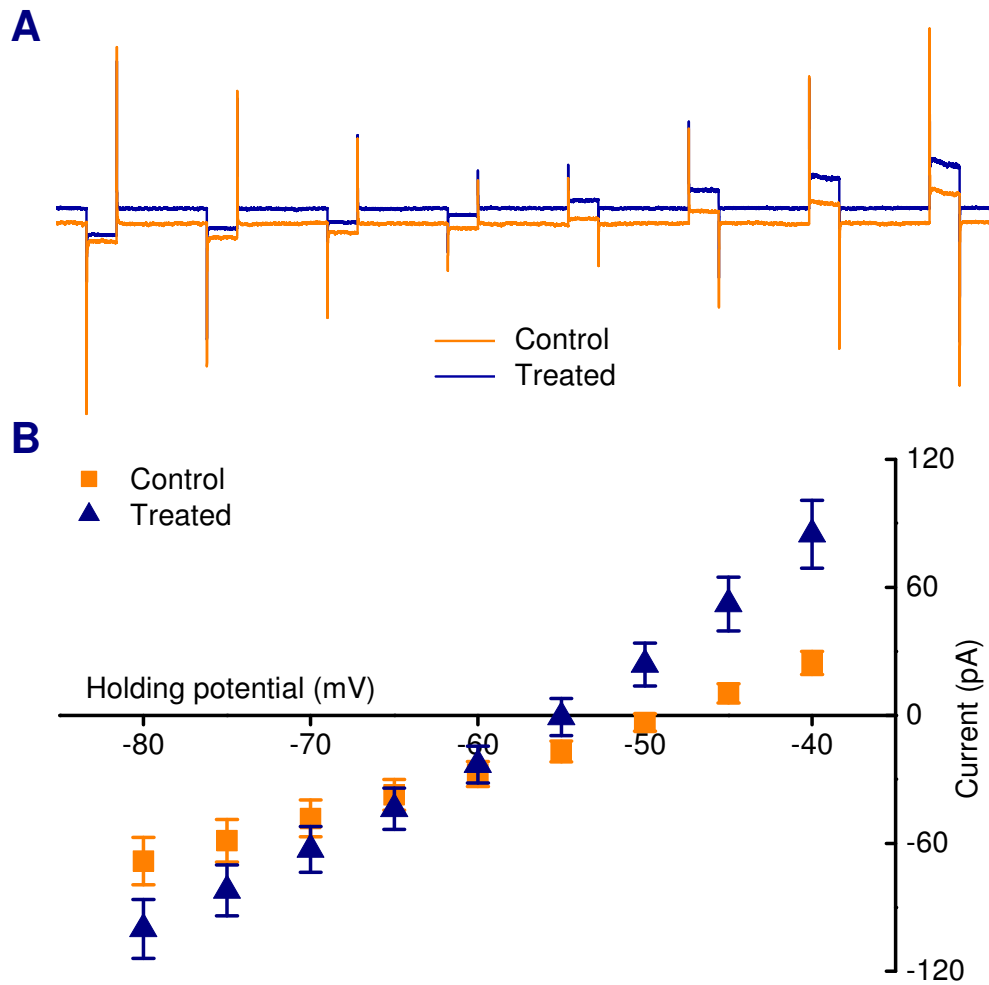 A
Control
Treated
B
Control
Treated
120
60
Holding potential (mV)
0
-80
-70
-60
-50
-40
Current (pA)
-60
-120